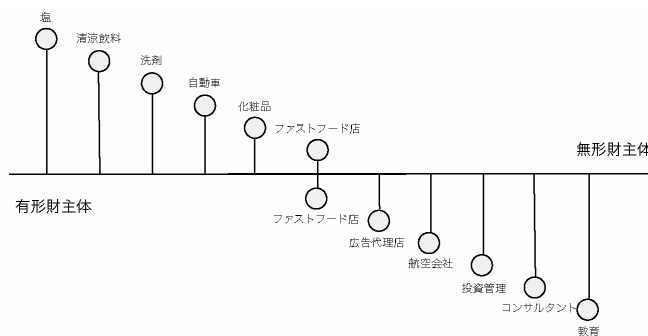 塩
清涼飲料
洗剤
自動車
化粧品
ファストフード店
無形財主体
有形財主体
ファストフード店
広告代理店
航空会社
投資管理
コンサルタント
教育